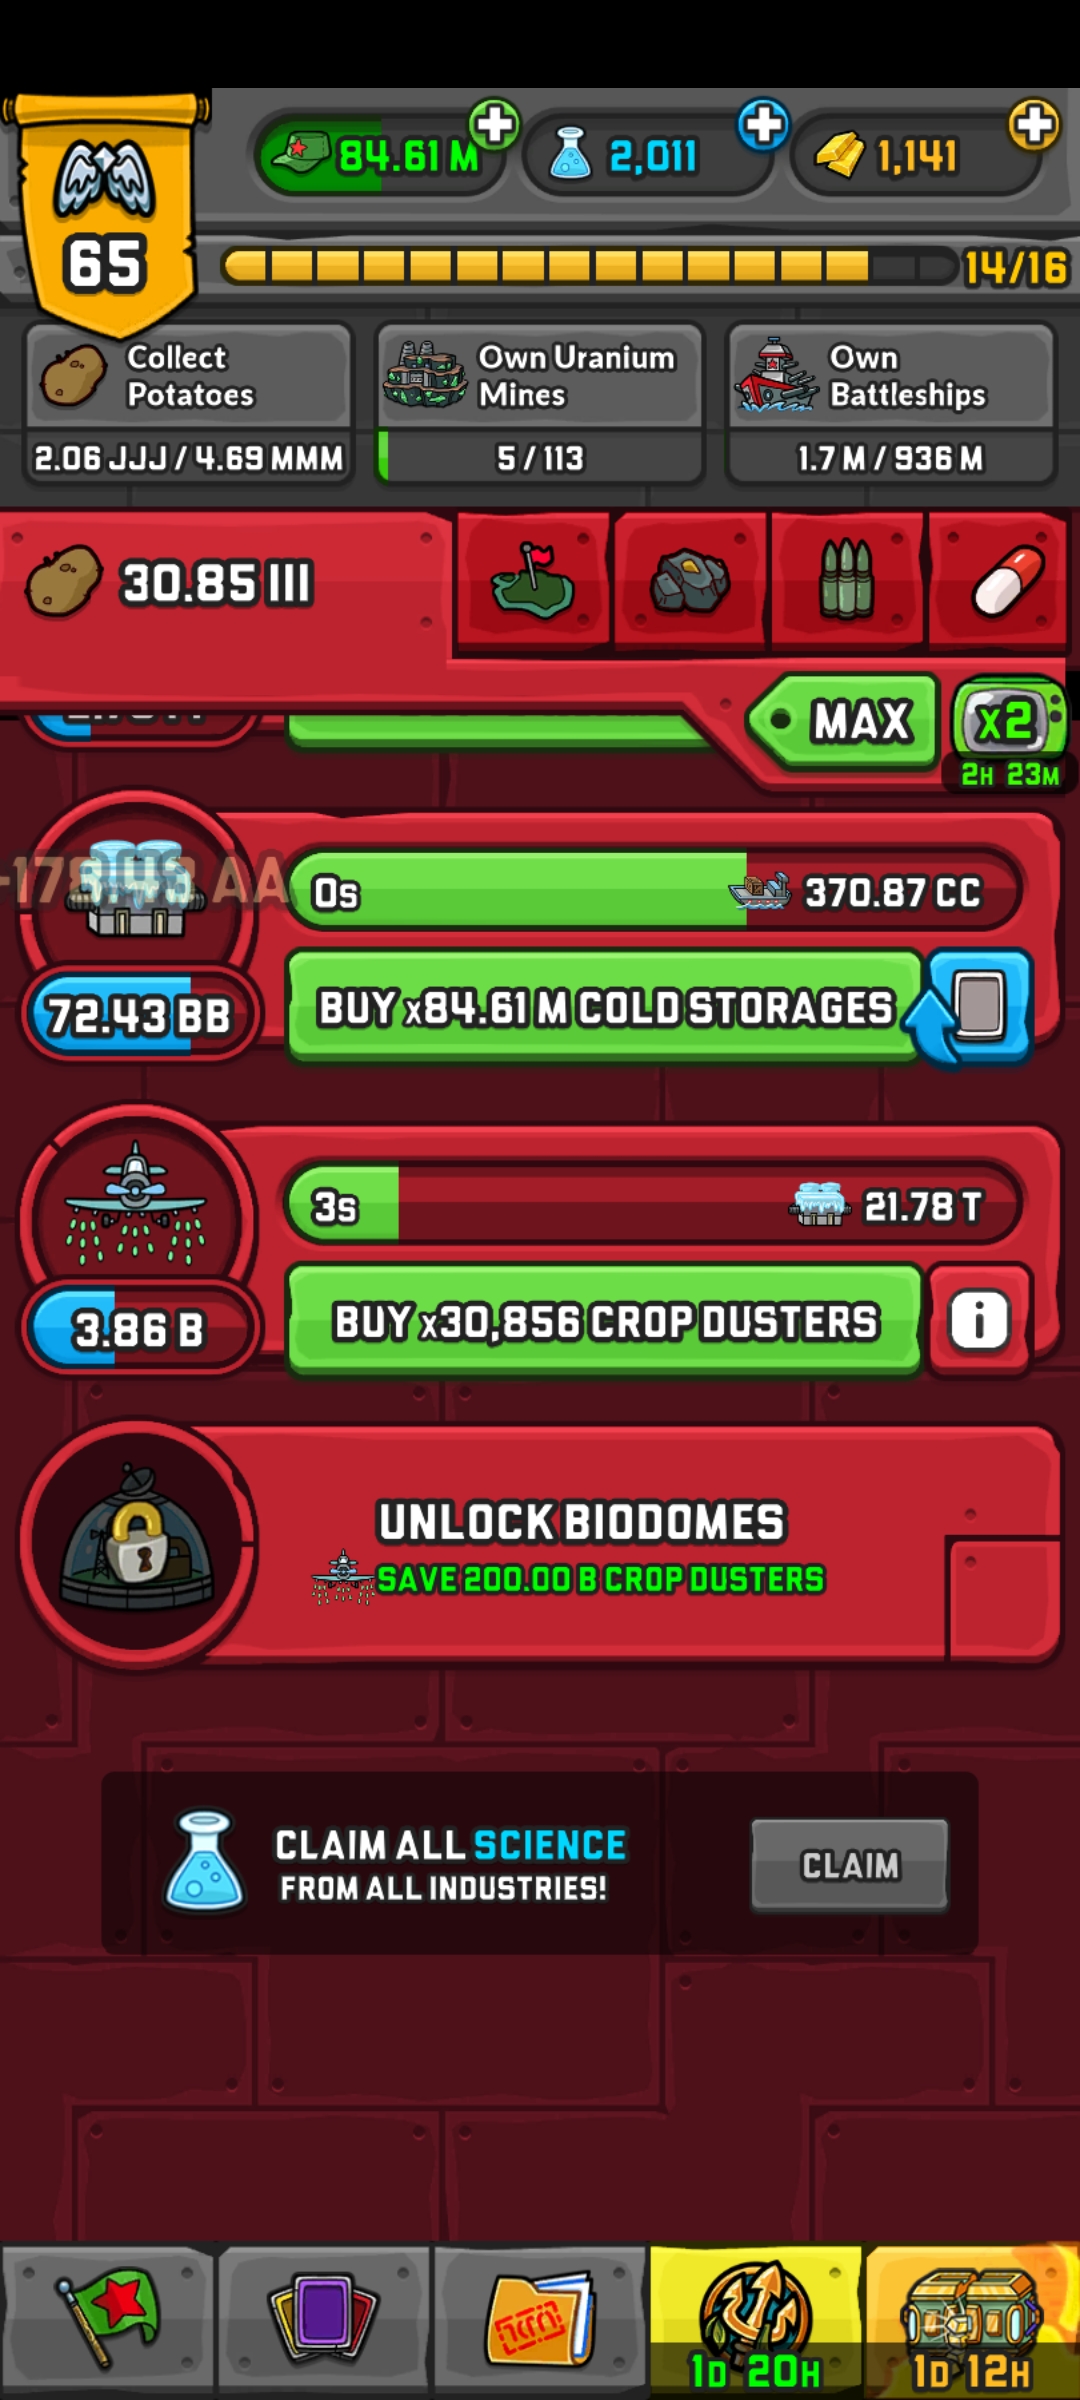 84.61 M
2,011
1,141
65
14/16
Collect
Potatoes
2.06 JJJ / 4.69 MMM
Own Uranium
Mines
5 / 113
Own
Battleships
1.7 M / 936 M
30.85 III
MAX
x2
2H 23M
-178.43 AA
0s
370.87 CC
72.43 BB
BUY x84.61 M COLD STORAGES
3s
21.78 T
3.86 B
BUY x30,856 CROP DUSTERS
i
UNLOCK BIODOMES
SAVE 200.00 B CROP DUSTERS
CLAIM ALL SCIENCE
FROM ALL INDUSTRIES!
CLAIM
1D 20H
1D 12H